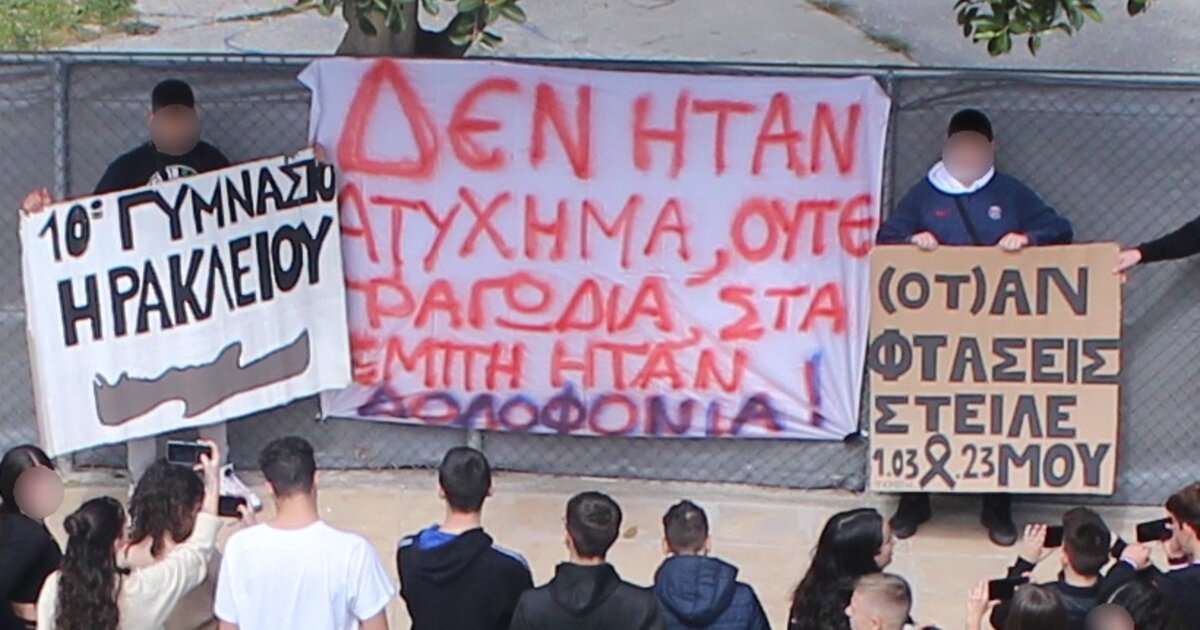 10ο ΓΥΜΝΑΣΙΟ
ΗΡΑΚΛΕΙΟΥ
ΔΕΝ ΗΤΑΝ
ΑΤΥΧΗΜΑ, ΟΥΤΕ
ΤΡΑΓΩΔΙΑ, ΣΤΑ
ΤΕΜΠΗ ΗΤΑΝ
ΔΟΛΟΦΟΝΙΑ!
(ΟΤ)ΑΝ
ΦΤΑΣΕΙΣ
ΣΤΕΙΛΕ
1.03 .23 ΜΟΥ
ΤΕΜΠΗ